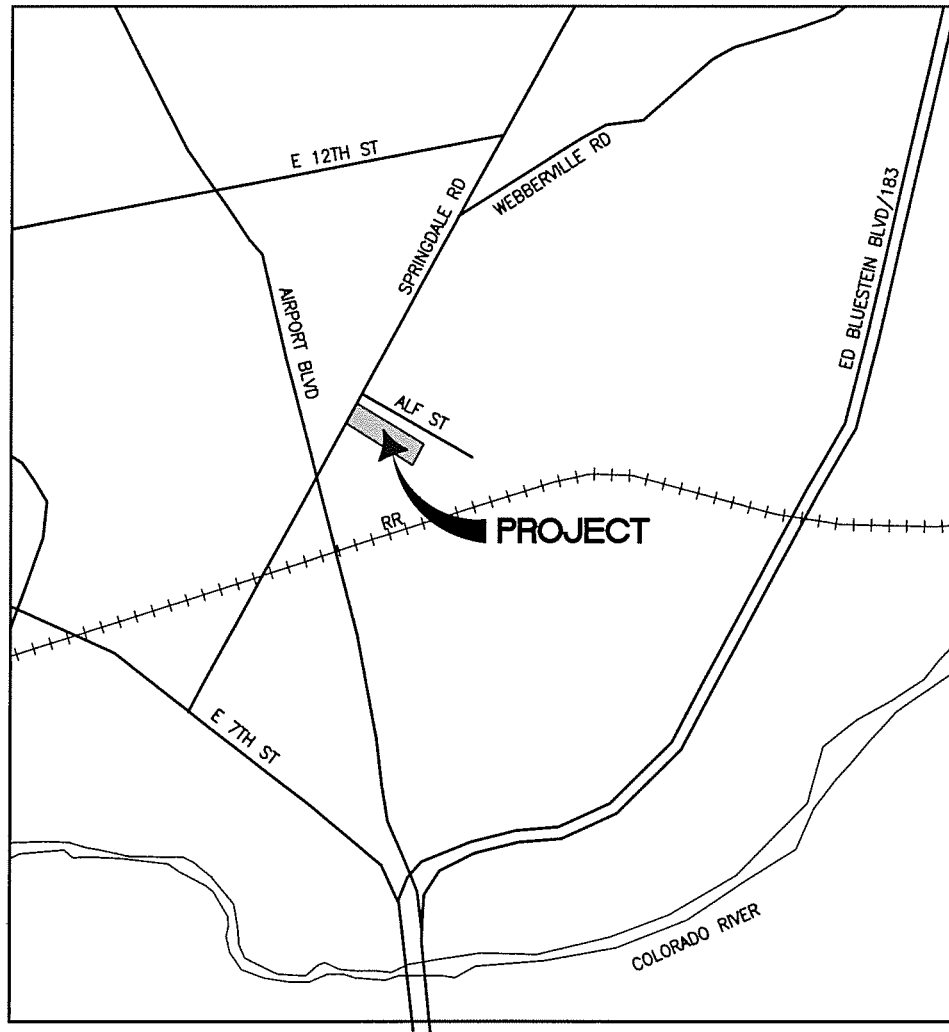 E 12TH ST
SPRINGDALE RD
WEBBERVILLE RD
ED BLUESTEIN BLVD/183
AIRPORT BLVD
ALF ST
RR
PROJECT
E 7TH ST
COLORADO RIVER